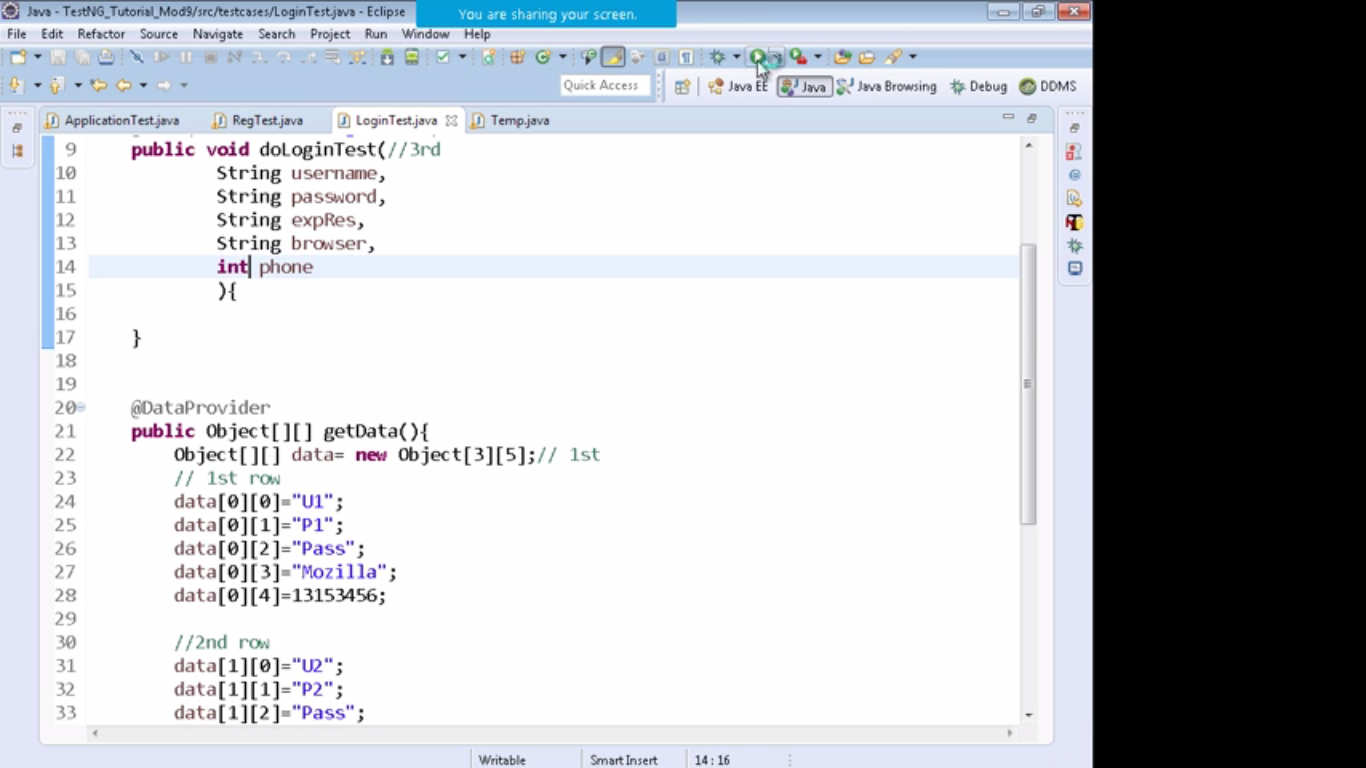 Java - TestNG_Tutorial_Mod9/src/testcases/LoginTest.java - Eclipse
You are sharing your screen.
File Edit Refactor Source Navigate Search Project Run Window Help
Quick Access
Java EE Java Java Browsing Debug DDMS
ApplicationTest.java RegTest.java LoginTest.java Temp.java
9 public void doLoginTest(//3rd
10 String username,
11 String password,
12 String expRes,
13 String browser,
14 int phone
15 ){
16
17 }
18
19
20 @DataProvider
21 public Object[][] getData(){
22 Object[][] data= new Object[3][5];// 1st
23 // 1st row
24 data[0][0]="U1";
25 data[0][1]="P1";
26 data[0][2]="Pass";
27 data[0][3]="Mozilla";
28 data[0][4]=13153456;
29
30 //2nd row
31 data[1][0]="U2";
32 data[1][1]="P2";
33 data[1][2]="Pass";
Writable Smart Insert 14 : 16